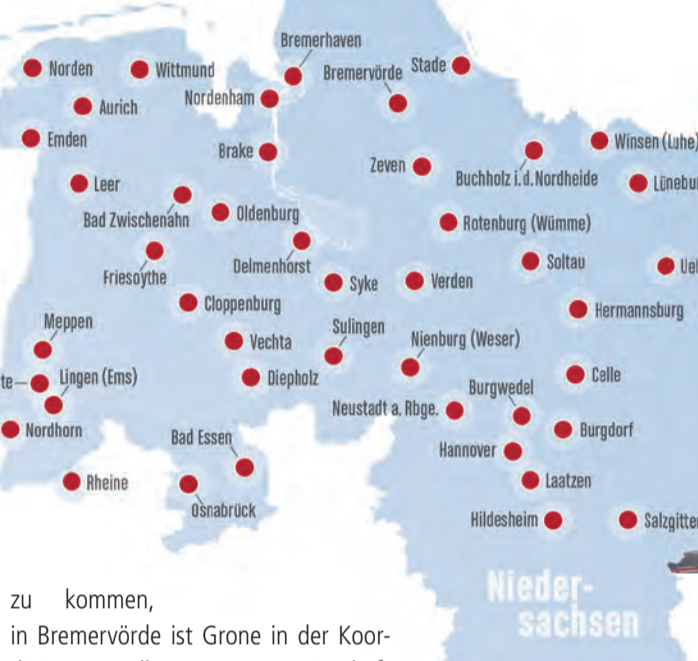 Bremerhaven
Norden
Wittmund
Bremervörde
Stade
Nordenham
Aurich
Emden
Brake
Zeven
Winsen (Luhe)
Buchholz i.d.Nordheide
Leer
Bad Zwischenahn
Oldenburg
Rotenburg (Wümme)
Friesoythe
Delmenhorst
Soltau
Syke
Verden
Cloppenburg
Hermannsburg
Meppen
Vechta
Sulingen
Nienburg (Weser)
te
Lingen (Ems)
Diepholz
Burgwedel
Celle
Neustadt a. Rbge.
Nordhorn
Bad Essen
Burgdorf
Hannover
Rheine
Laatzen
Osnabrück
Hildesheim
Nieder-
sachsen
zu kommen,
in Bremervörde ist Grone in der Koor-